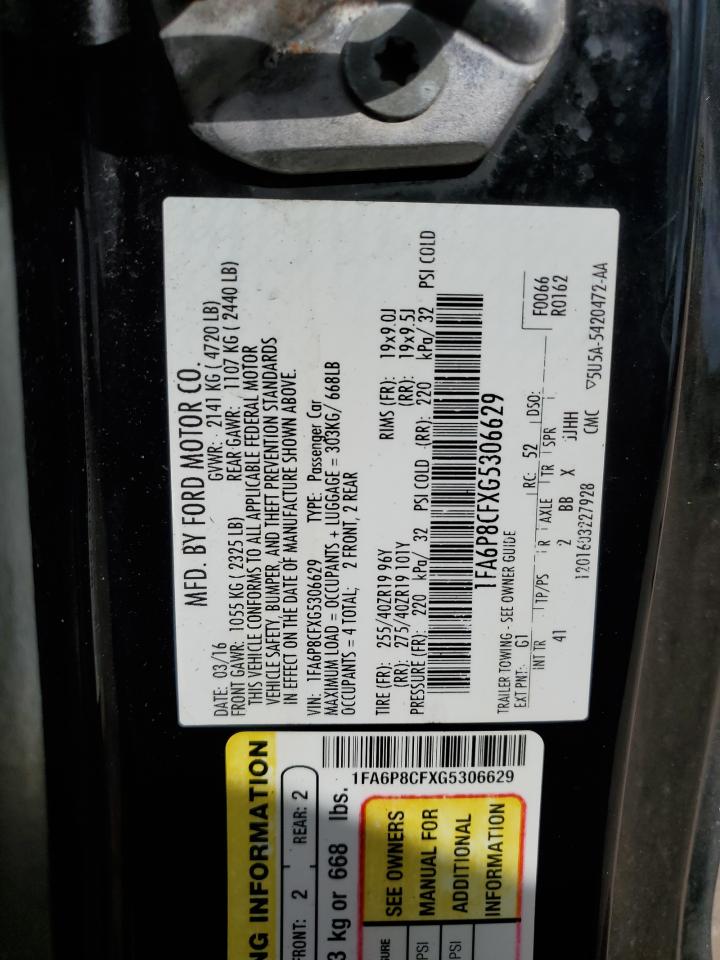 MFD. BY FORD MOTOR CO.
DATE: 03/16 GVWR: 2141 KG ( 4720 LB)
FRONT GAWR: 1055 KG ( 2325 LB) REAR GAWR: 1107 KG ( 2440 LB)
THIS VEHICLE CONFORMS TO ALL APPLICABLE FEDERAL MOTOR
VEHICLE SAFETY, BUMPER, AND THEFT PREVENTION STANDARDS
IN EFFECT ON THE DATE OF MANUFACTURE SHOWN ABOVE.
VIN: 1FA6P8CFXG5306629 TYPE: Passenger Car
MAXIMUM LOAD = OCCUPANTS + LUGGAGE = 303KG/ 668LB
OCCUPANTS = 4 TOTAL: 2 FRONT, 2 REAR
TIRE (FR): 255/40ZR19 96Y RIMS (FR): 19x9.0J
(RR): 275/40ZR19 101Y (RR): 19x9.5J
PRESSURE (FR): 220 kPa/ 32 PSI COLD (RR): 220 kPa/ 32 PSI COLD
1FA6P8CFXG5306629
TRAILER TOWING - SEE OWNER GUIDE
EXT PNT: G1 RC: 52 DSO: F0066
R0162
INT TR TP/PS R AXLE TR SPR
41 2 BB X JJHH
1201603227928 CMC ▽5U5A-5420472-AA
NG INFORMATION
FRONT: 2 REAR: 2
3 kg or 668 lbs.
1FA6P8CFXG5306629
SURE
PSI
PSI
SEE OWNERS
MANUAL FOR
ADDITIONAL
INFORMATION